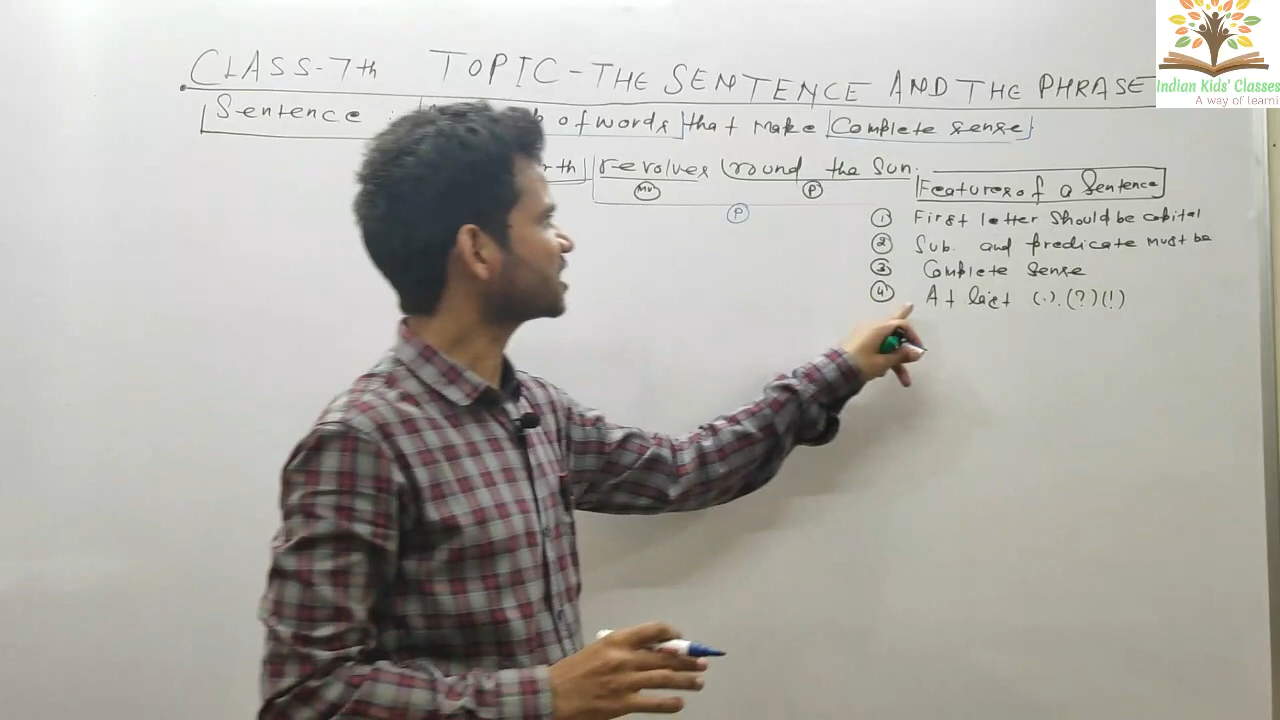 CLASS-7th TOPIC-THE SENTENCE AND THE PHRASE
Indian Kids' Classes
A way of learni
Sentence : of words that make Complete sense
revolves round the Sun.
MV P
P
Features of a Sentence
1 First letter should be capital
2 Sub. and predicate must be
3 Complete sense
4 At last (.). (?) (!)